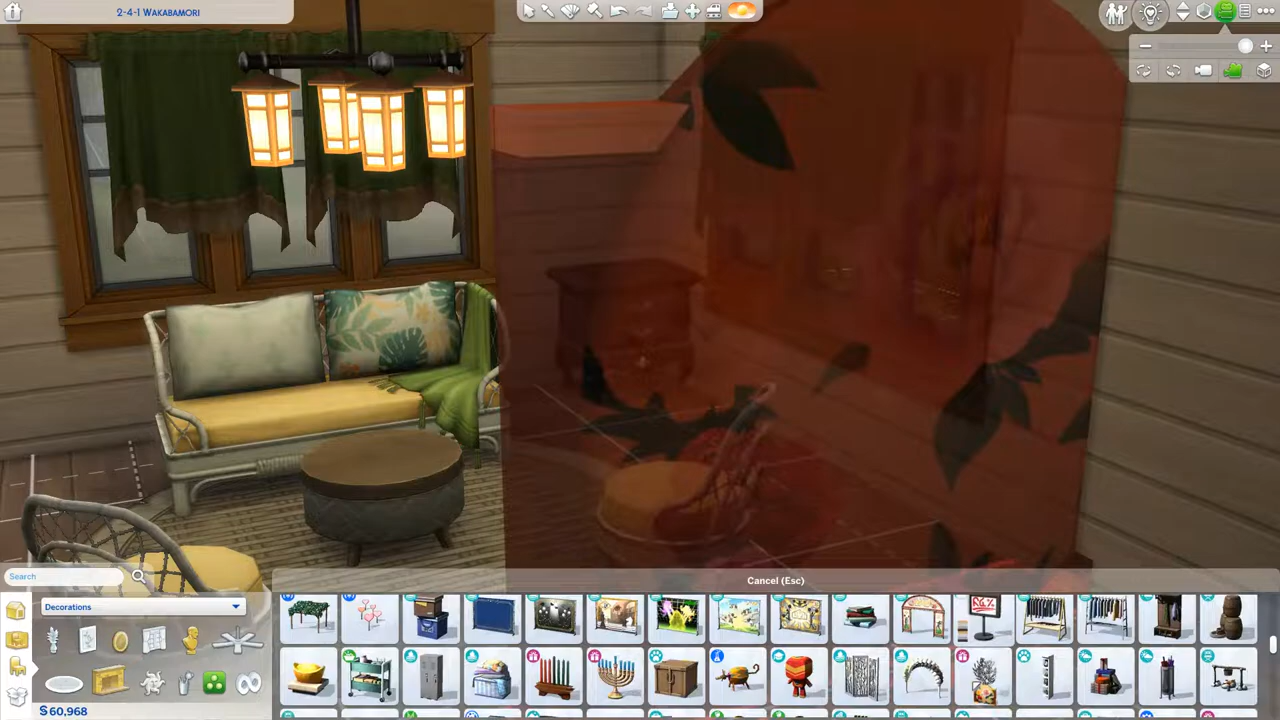 2-4-1 Wakabamori
Cancel (Esc)
Search
Decorations
§60,968